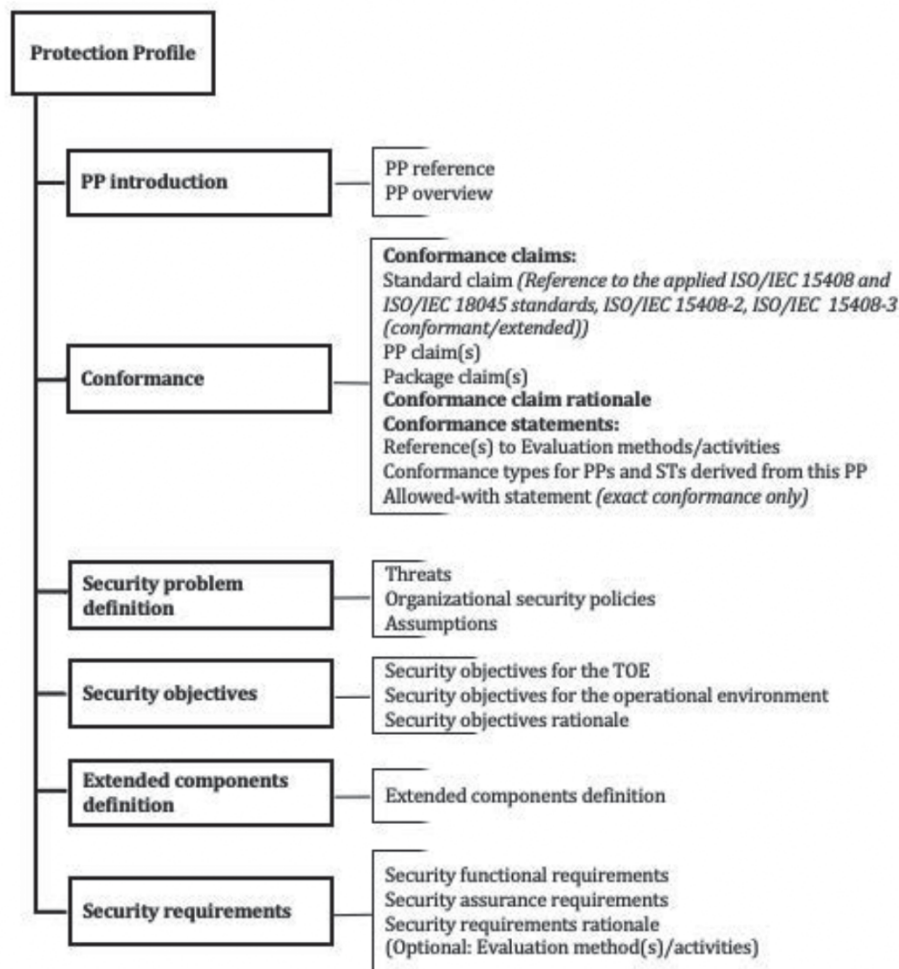 Protection Profile
PP introduction
PP reference
PP overview
Conformance
Conformance claims:
Standard claim (Reference to the applied ISO/IEC 15408 and
ISO/IEC 18045 standards, ISO/IEC 15408-2, ISO/IEC 15408-3
(conformant/extended))
PP claim(s)
Package claim(s)
Conformance claim rationale
Conformance statements:
Reference(s) to Evaluation methods/activities
Conformance types for PPs and STs derived from this PP
Allowed-with statement (exact conformance only)
Security problem
definition
Threats
Organizational security policies
Assumptions
Security objectives
Security objectives for the TOE
Security objectives for the operational environment
Security objectives rationale
Extended components
definition
Extended components definition
Security requirements
Security functional requirements
Security assurance requirements
Security requirements rationale
(Optional: Evaluation method(s)/activities)